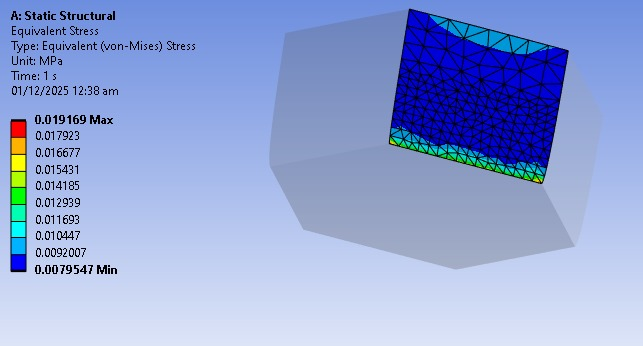 A: Static Structural
Equivalent Stress
Type: Equivalent (von-Mises) Stress
Unit: MPa
Time: 1 s
01/12/2025 12:38 am
0.019169 Max
0.017923
0.016677
0.015431
0.014185
0.012939
0.011693
0.010447
0.0092007
0.0079547 Min